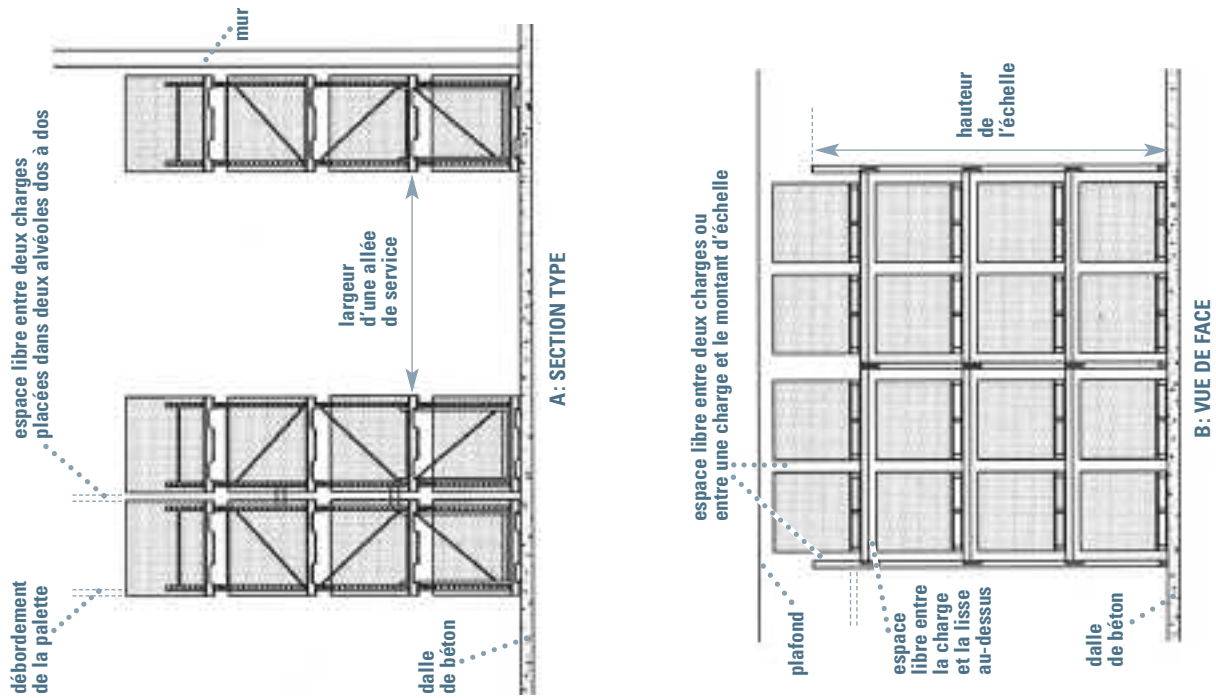 débordement
de la palette
espace libre entre deux charges
placées dans deux alvéoles dos à dos
mur
largeur
d'une allée
de service
dalle
de béton
A: SECTION TYPE
plafond
espace libre entre deux charges ou
entre une charge et le montant d'échelle
espace
libre entre
la charge
et la lisse
au-dessus
hauteur
de
l'échelle
dalle
de béton
B: VUE DE FACE